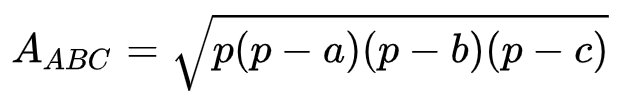 $A_{ABC} = \sqrt{p(p-a)(p-b)(p-c)}$